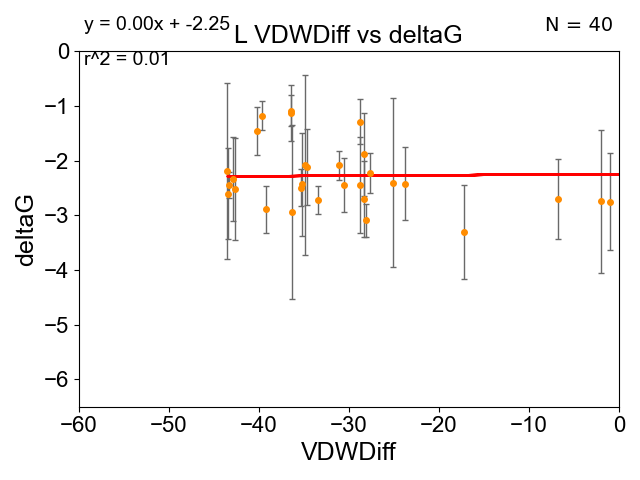 y = 0.00x + -2.25
N = 40
L VDWDiff vs deltaG
r^2 = 0.01
0
−1
−2
−3
−4
−5
−6
deltaG
−60
−50
−40
−30
−20
−10
0
VDWDiff